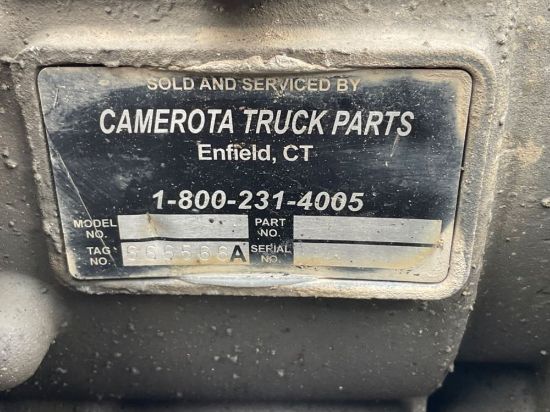 SOLD AND SERVICED BY
CAMEROTA TRUCK PARTS
Enfield, CT
1-800-231-4005
MODEL NO. PART NO.
TAG NO. A SERIAL NO.